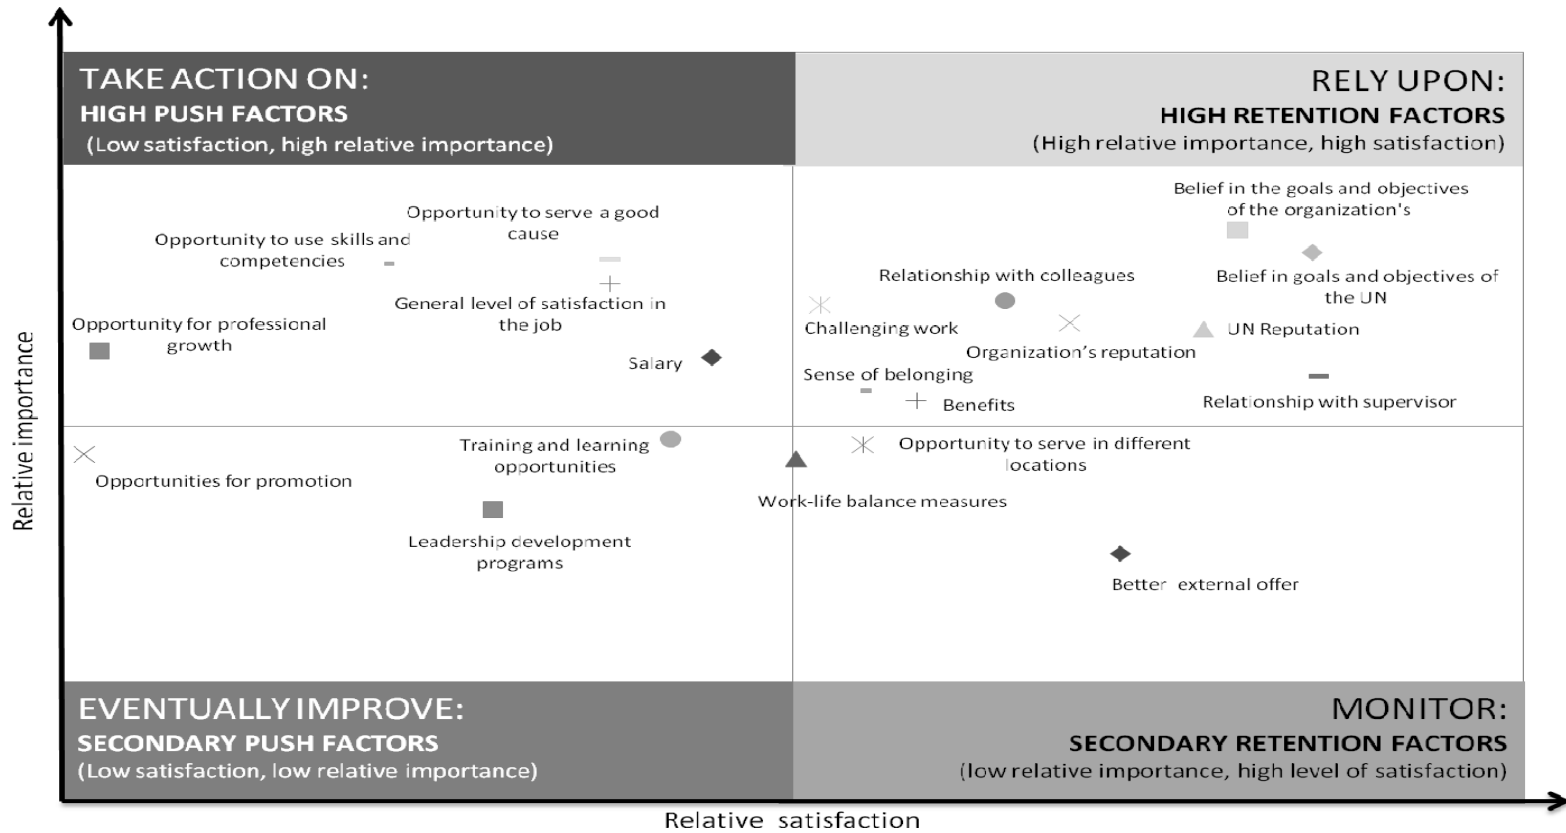 TAKE ACTION ON:
HIGH PUSH FACTORS
(Low satisfaction, high relative importance)
RELY UPON:
HIGH RETENTION FACTORS
(High relative importance, high satisfaction)
Opportunity to serve a good
cause
Opportunity to use skills and
competencies
General level of satisfaction in
the job
Opportunity for professional
growth
Salary
Belief in the goals and objectives
of the organization's
Relationship with colleagues
Belief in goals and objectives of
the UN
Challenging work
UN Reputation
Organization's reputation
Sense of belonging
Benefits
Relationship with supervisor
Relative importance
Training and learning
opportunities
Opportunities for promotion
Leadership development
programs
Opportunity to serve in different
locations
Work-life balance measures
Better external offer
EVENTUALLY IMPROVE:
SECONDARY PUSH FACTORS
(Low satisfaction, low relative importance)
MONITOR:
SECONDARY RETENTION FACTORS
(low relative importance, high level of satisfaction)
Relative satisfaction